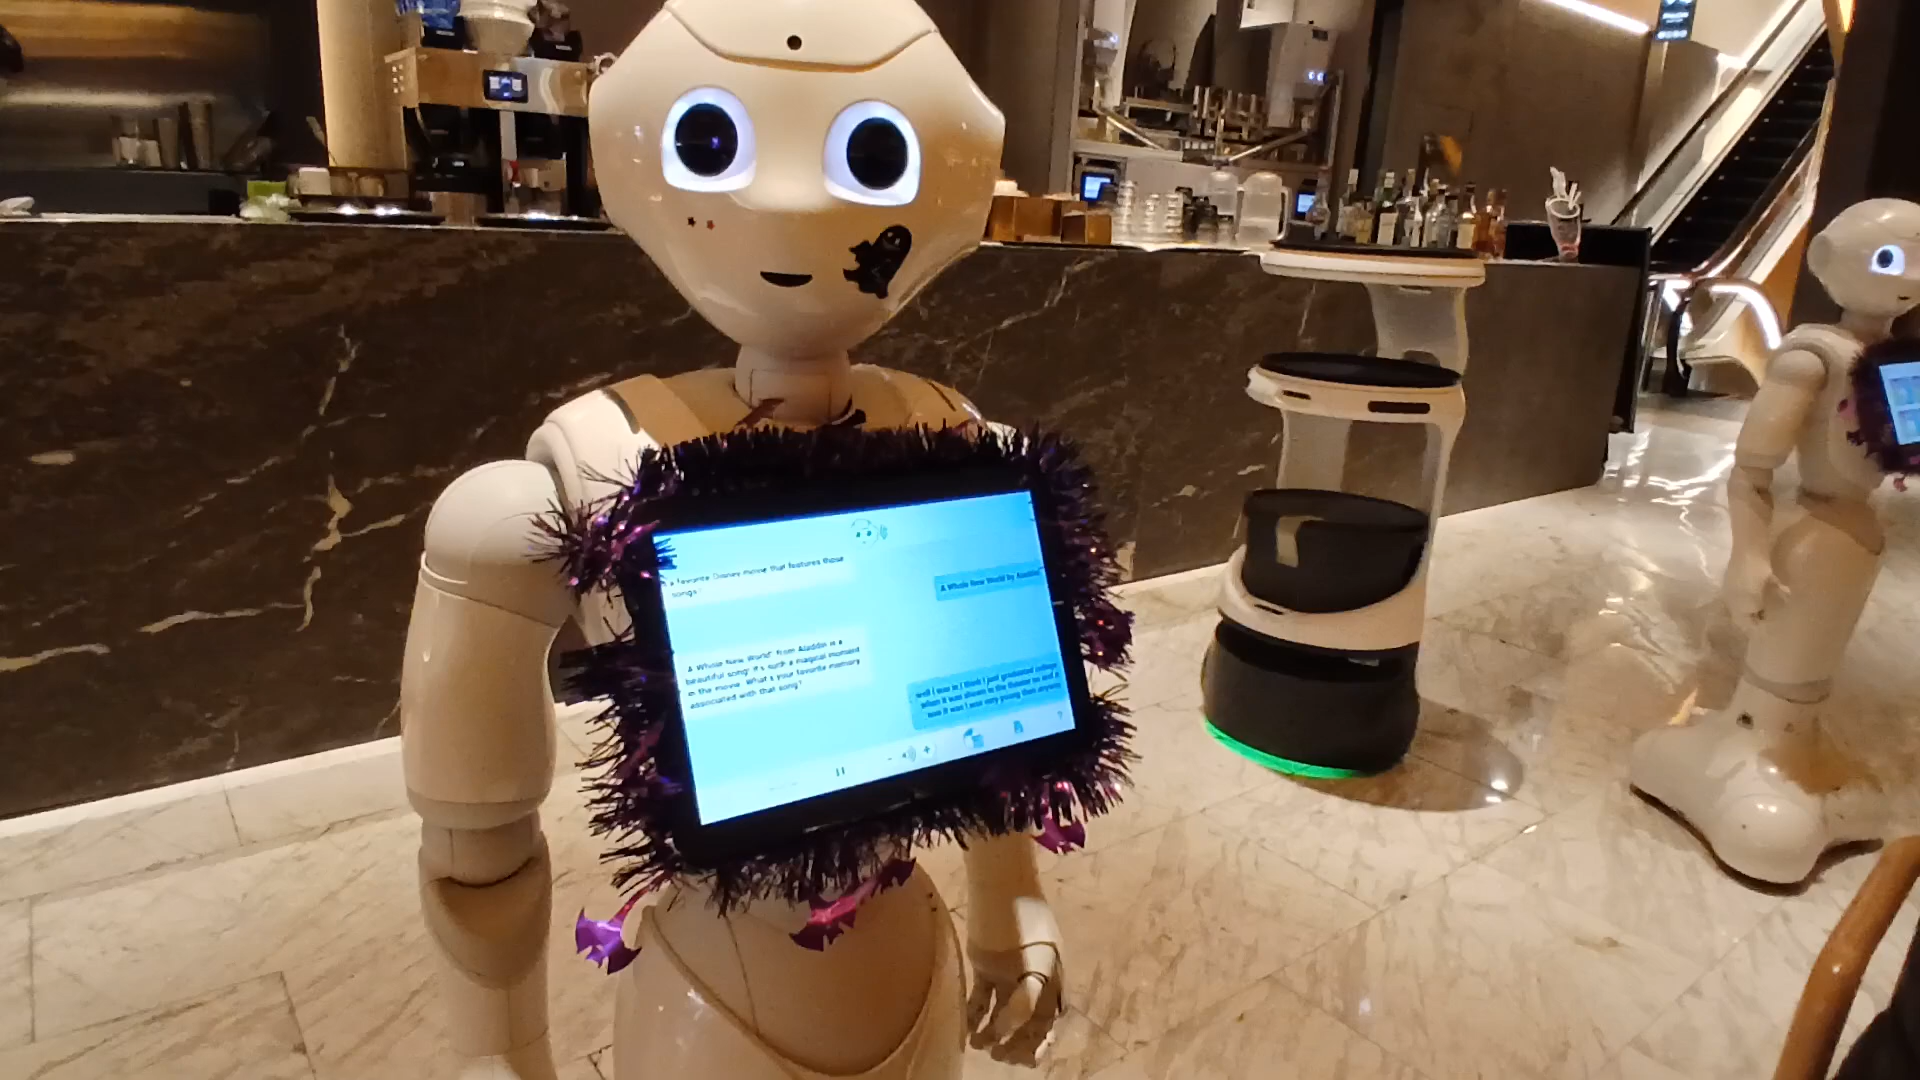 a favorite Disney movie that features those
songs?
A Whole New World by Aladdin
A Whole New World" from Aladdin is a
beautiful song! It's such a magical moment
in the movie. What's your favorite memory
associated with that song?
well I was in I think I just graduated college
when it was shown in the theater so and it
was it was I was very young then anyway